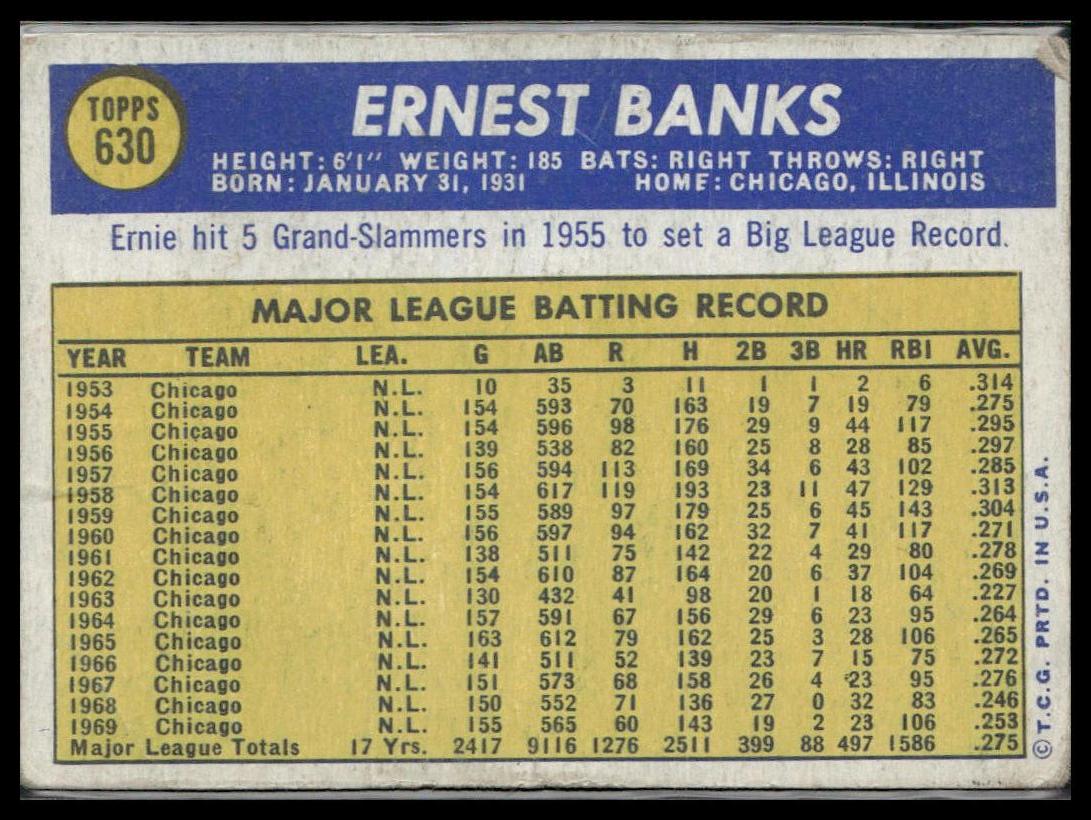 TOPPS
630
ERNEST BANKS
HEIGHT: 6'1" WEIGHT: 185 BATS: RIGHT THROWS: RIGHT
BORN: JANUARY 31, 1931 HOME: CHICAGO, ILLINOIS
Ernie hit 5 Grand-Slammers in 1955 to set a Big League Record.
MAJOR LEAGUE BATTING RECORD
YEAR TEAM LEA. G AB R H 2B 3B HR RBI AVG.
1953 Chicago N.L. 10 35 3 11 1 1 2 6 .314
1954 Chicago N.L. 154 593 70 163 19 7 19 79 .275
1955 Chicago N.L. 154 596 98 176 29 9 44 117 .295
1956 Chicago N.L. 139 538 82 160 25 8 28 85 .297
1957 Chicago N.L. 156 594 113 169 34 6 43 102 .285
1958 Chicago N.L. 154 617 119 193 23 11 47 129 .313
1959 Chicago N.L. 155 589 97 179 25 6 45 143 .304
1960 Chicago N.L. 156 597 94 162 32 7 41 117 .271
1961 Chicago N.L. 138 511 75 142 22 4 29 80 .278
1962 Chicago N.L. 154 610 87 164 20 6 37 104 .269
1963 Chicago N.L. 130 432 41 98 20 1 18 64 .227
1964 Chicago N.L. 157 591 67 156 29 6 23 95 .264
1965 Chicago N.L. 163 612 79 162 25 3 28 106 .265
1966 Chicago N.L. 141 511 52 139 23 7 15 75 .272
1967 Chicago N.L. 151 573 68 158 26 4 23 95 .276
1968 Chicago N.L. 150 552 71 136 27 0 32 83 .246
1969 Chicago N.L. 155 565 60 143 19 2 23 106 .253
Major League Totals 17 Yrs. 2417 9116 1276 2511 399 88 497 1586 .275
© T.C.G. PRTD. IN U.S.A.